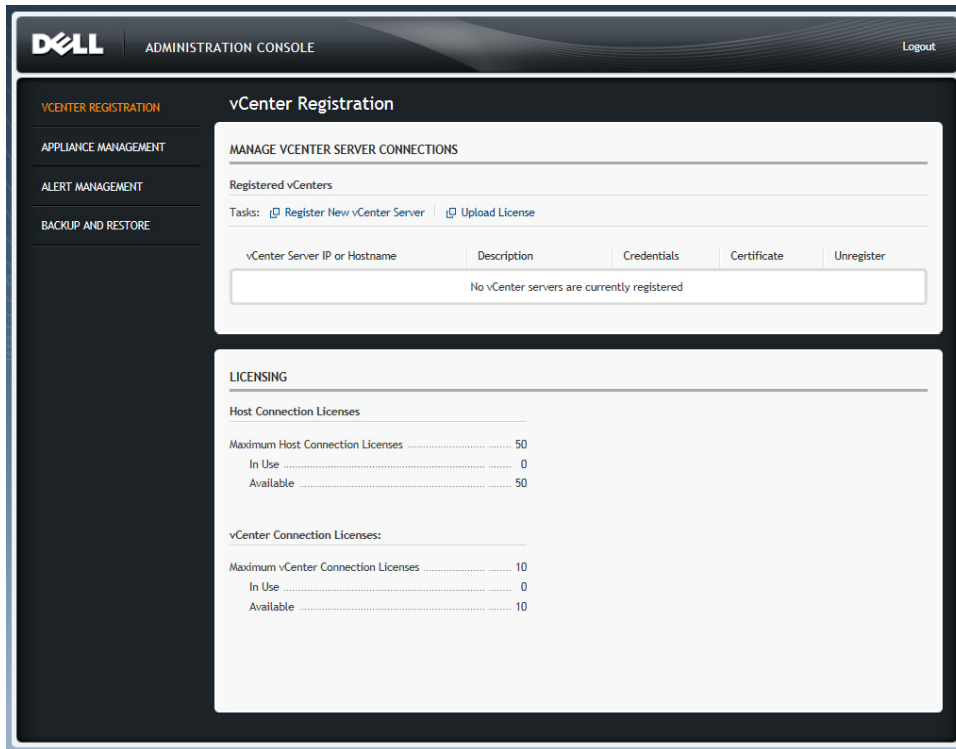 DELL ADMINISTRATION CONSOLE Logout
VCENTER REGISTRATION
APPLIANCE MANAGEMENT
ALERT MANAGEMENT
BACKUP AND RESTORE
vCenter Registration
MANAGE VCENTER SERVER CONNECTIONS
Registered vCenters
Tasks: Register New vCenter Server Upload License
vCenter Server IP or Hostname Description Credentials Certificate Unregister
No vCenter servers are currently registered
LICENSING
Host Connection Licenses
Maximum Host Connection Licenses 50
In Use 0
Available 50
vCenter Connection Licenses:
Maximum vCenter Connection Licenses 10
In Use 0
Available 10